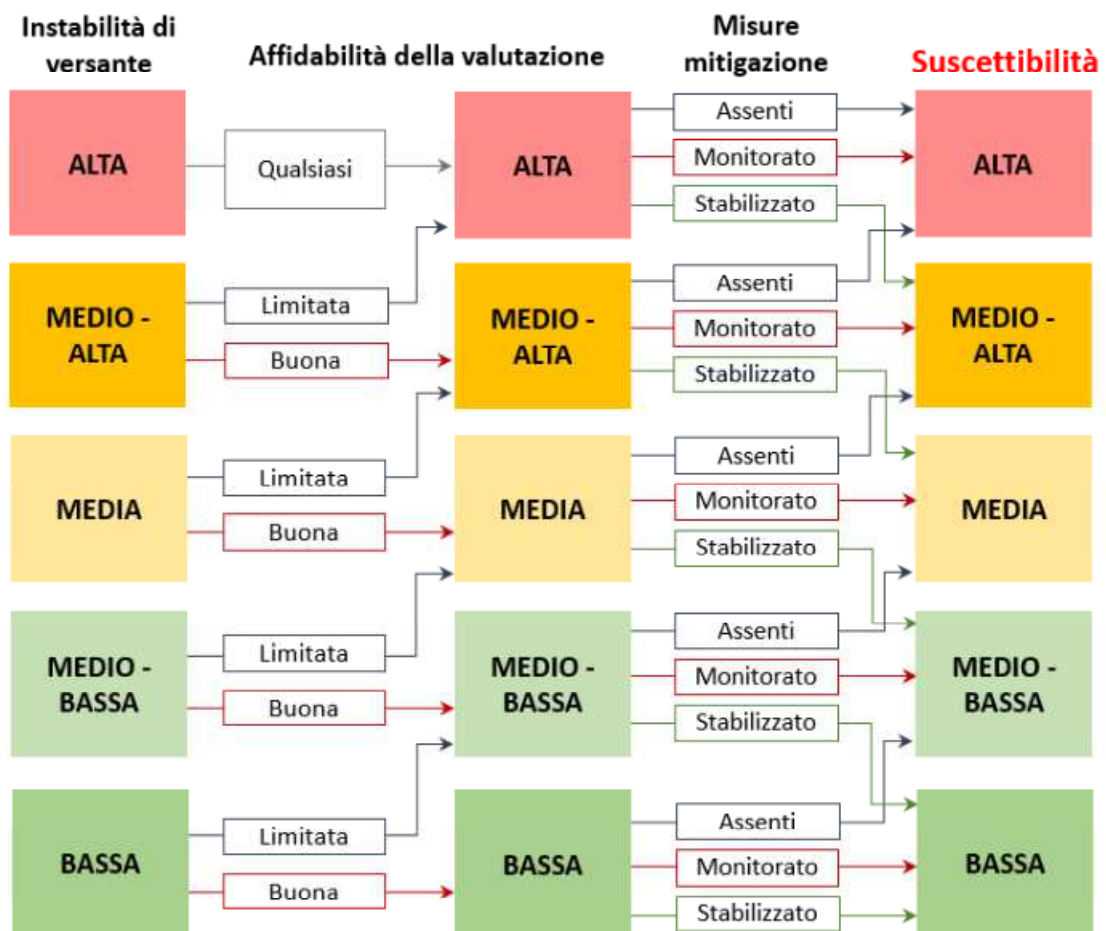 Instabilità di
versante
Affidabilità della valutazione
Misure
mitigazione
Suscettibilità
ALTA
Qualsiasi
ALTA
Assenti
Monitorato
Stabilizzato
ALTA
MEDIO -
ALTA
Limitata
Buona
MEDIO -
ALTA
Assenti
Monitorato
Stabilizzato
MEDIO -
ALTA
MEDIA
Limitata
Buona
MEDIA
Assenti
Monitorato
Stabilizzato
MEDIA
MEDIO -
BASSA
Limitata
Buona
MEDIO -
BASSA
Assenti
Monitorato
Stabilizzato
MEDIO -
BASSA
BASSA
Limitata
Buona
BASSA
Assenti
Monitorato
Stabilizzato
BASSA